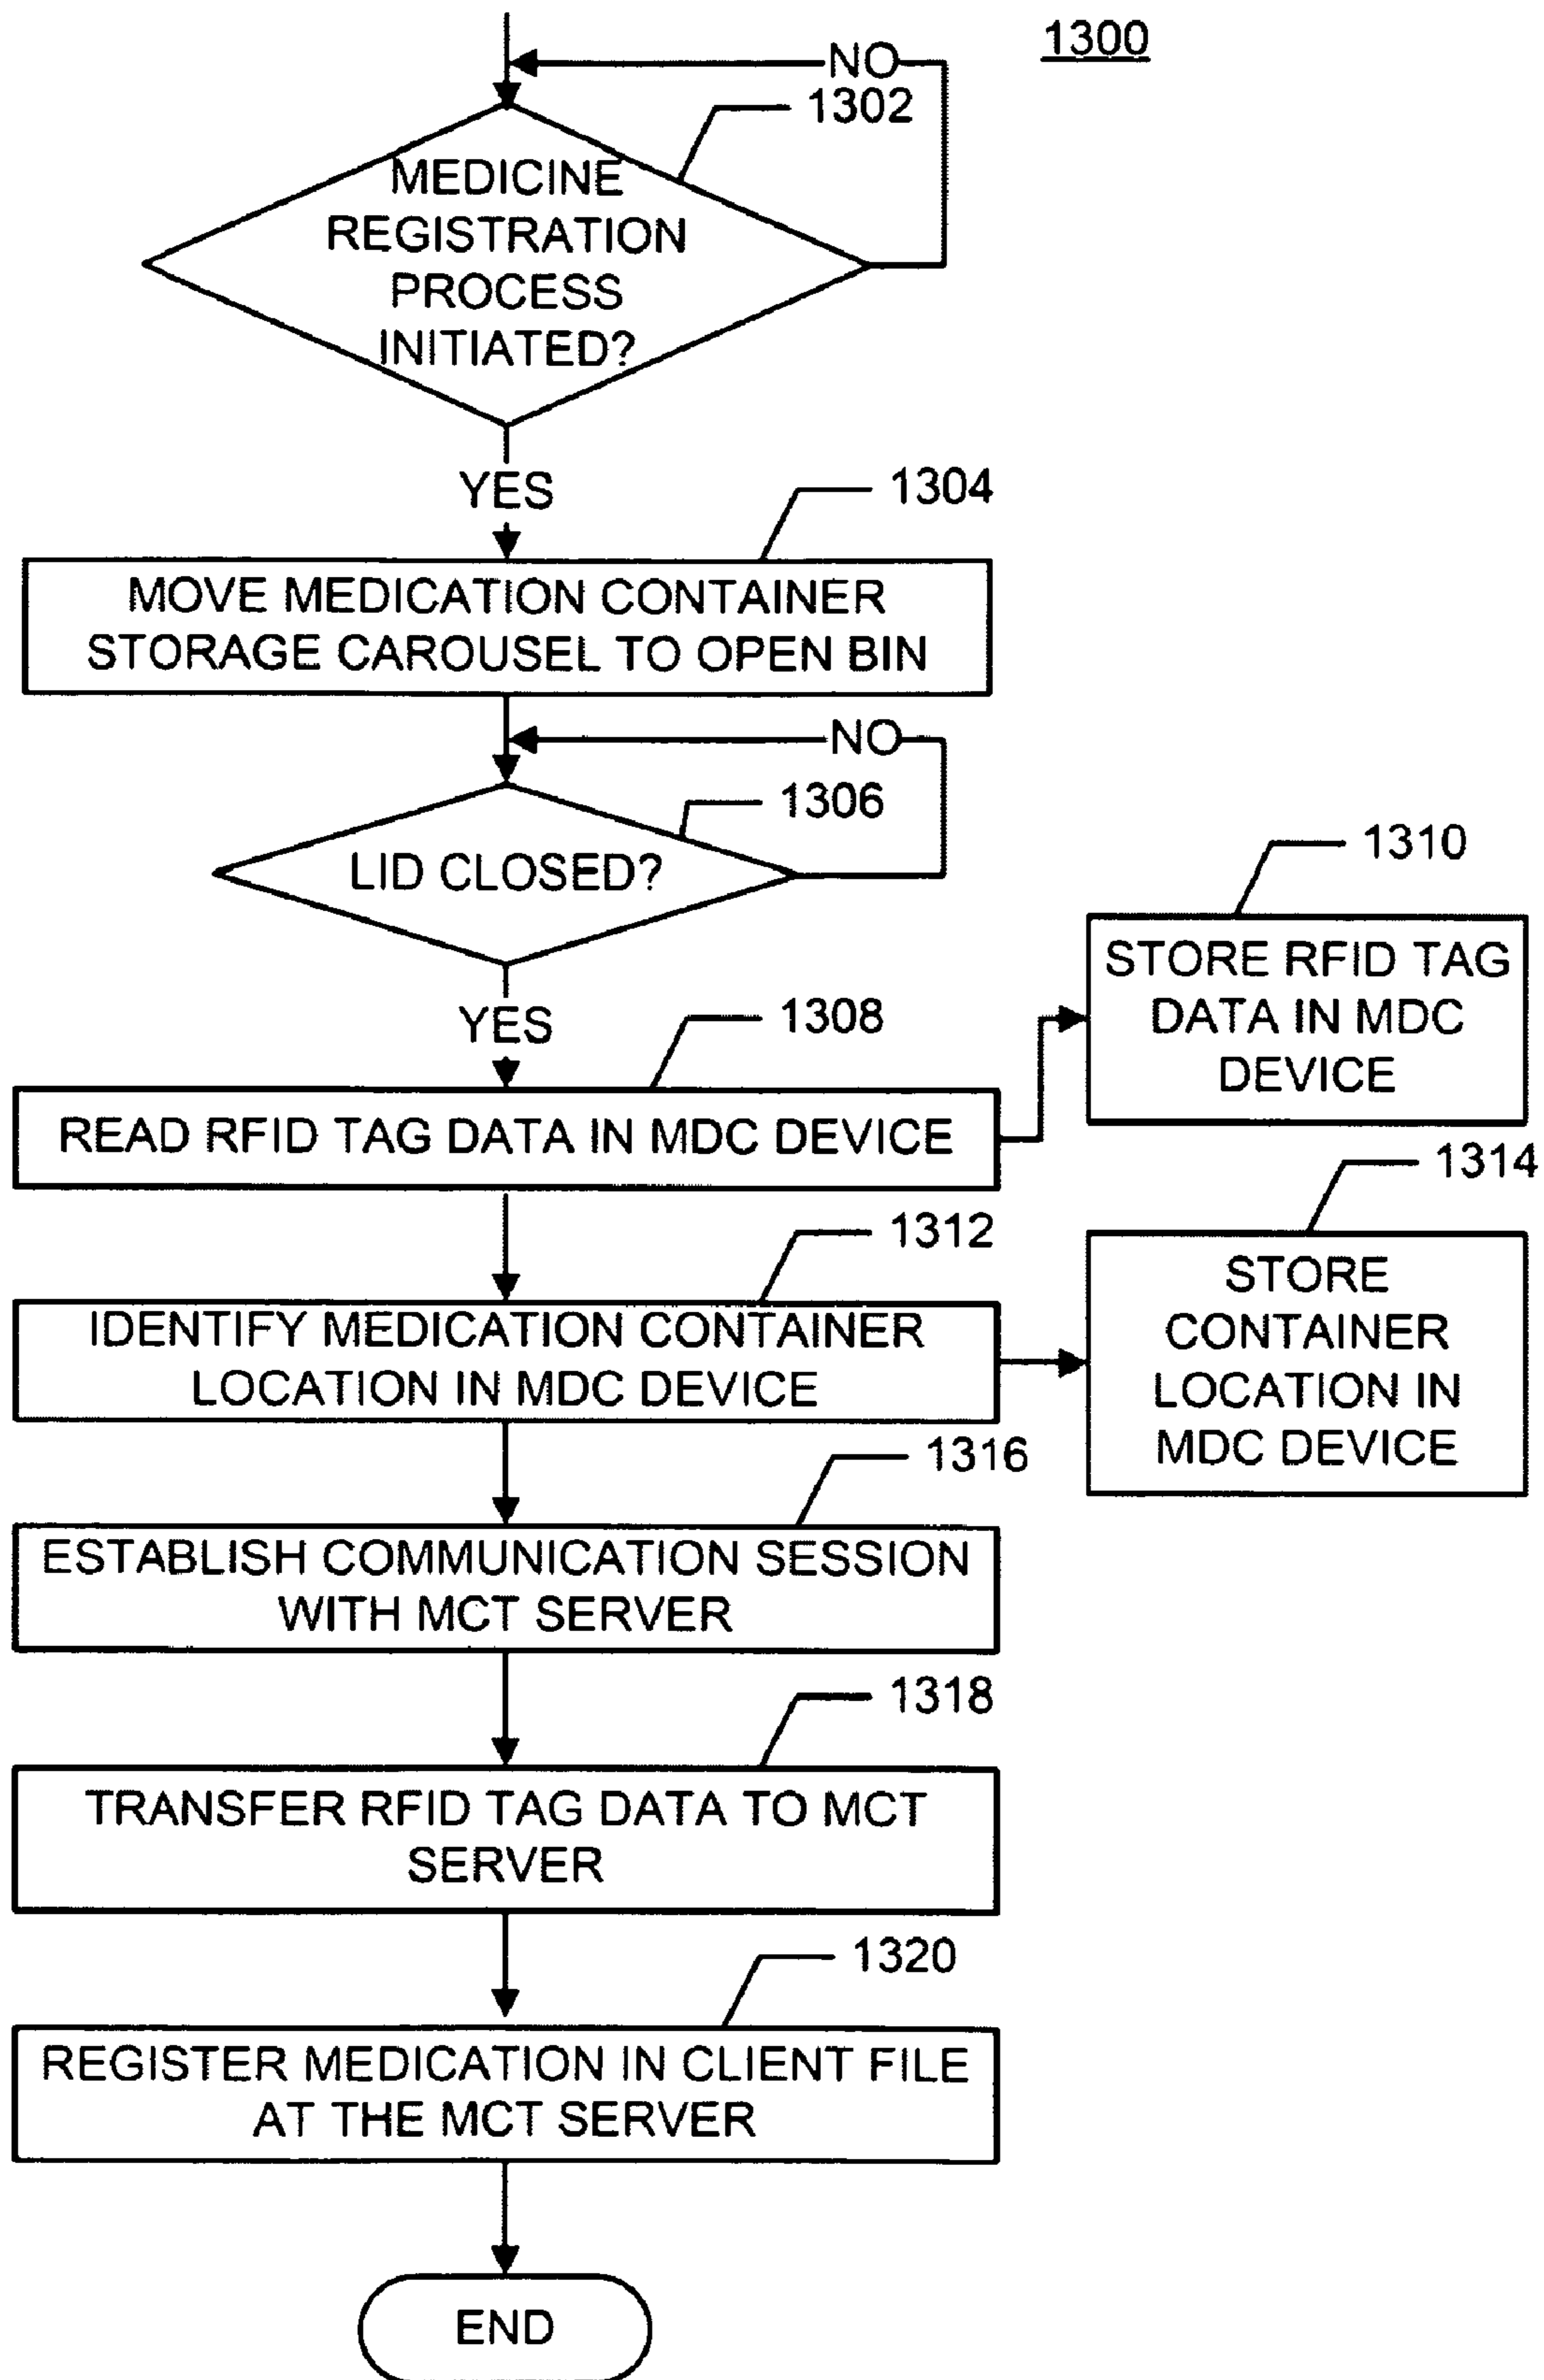 1300
NO
1302
MEDICINE
REGISTRATION
PROCESS
INITIATED?
YES
1304
MOVE MEDICATION CONTAINER
STORAGE CAROUSEL TO OPEN BIN
NO
1306
LID CLOSED?
1310
STORE RFID TAG
DATA IN MDC
DEVICE
YES
1308
READ RFID TAG DATA IN MDC DEVICE
1314
STORE
CONTAINER
LOCATION IN
MDC DEVICE
1312
IDENTIFY MEDICATION CONTAINER
LOCATION IN MDC DEVICE
1316
ESTABLISH COMMUNICATION SESSION
WITH MCT SERVER
1318
TRANSFER RFID TAG DATA TO MCT
SERVER
1320
REGISTER MEDICATION IN CLIENT FILE
AT THE MCT SERVER
END